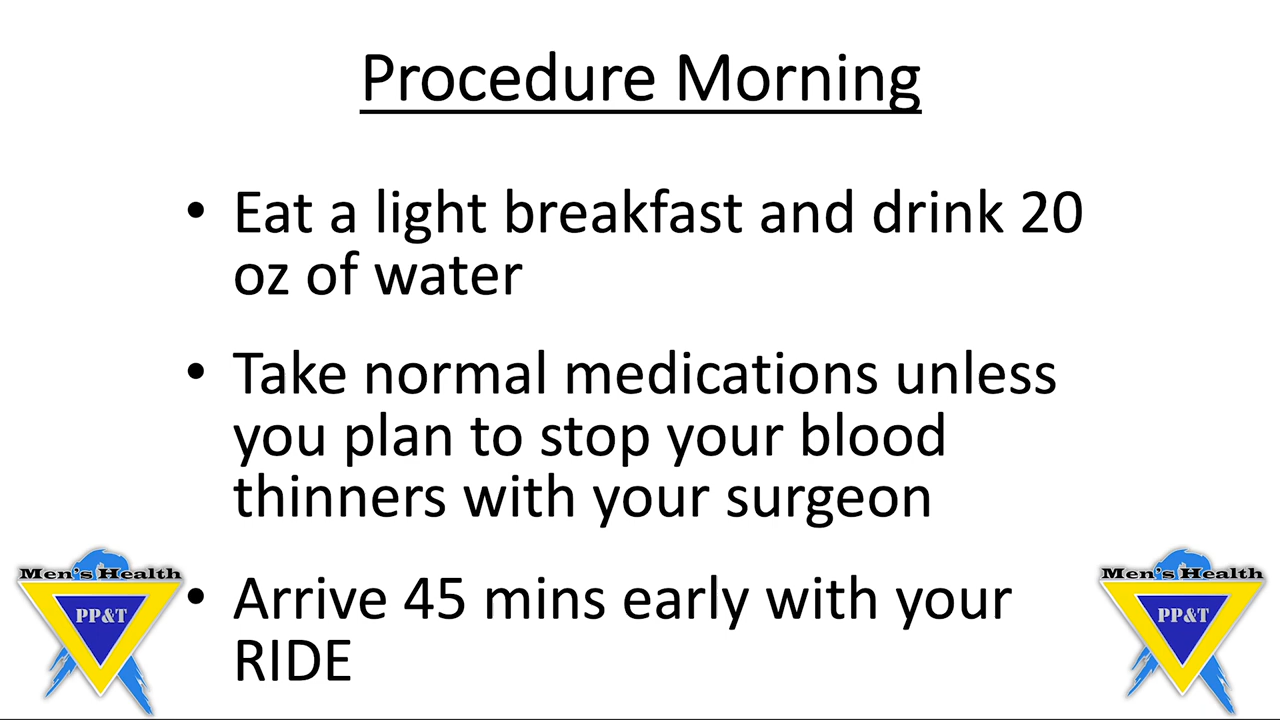 Procedure Morning
• Eat a light breakfast and drink 20
oz of water
• Take normal medications unless
you plan to stop your blood
thinners with your surgeon
• Arrive 45 mins early with your
RIDE
Men's Health
PP&T
Men's Health
PP&T